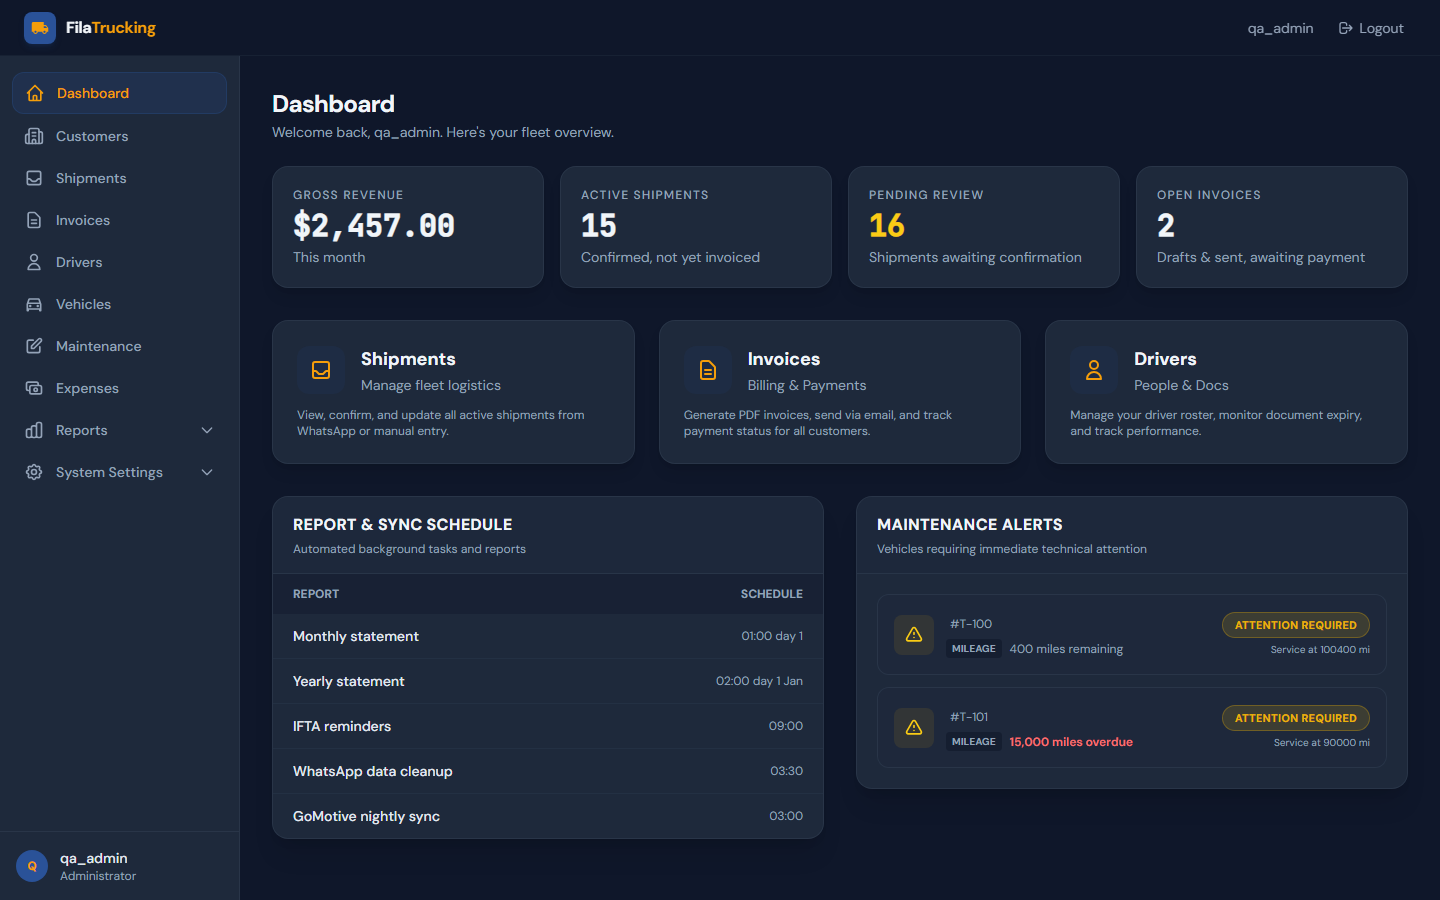 FilaTrucking
qa_admin
Logout
Dashboard
Customers
Shipments
Invoices
Drivers
Vehicles
Maintenance
Expenses
Reports
System Settings
Q
qa_admin
Administrator
Dashboard
Welcome back, qa_admin. Here's your fleet overview.
GROSS REVENUE
$2,457.00
This month
ACTIVE SHIPMENTS
15
Confirmed, not yet invoiced
PENDING REVIEW
16
Shipments awaiting confirmation
OPEN INVOICES
2
Drafts & sent, awaiting payment
Shipments
Manage fleet logistics
View, confirm, and update all active shipments from
WhatsApp or manual entry.
Invoices
Billing & Payments
Generate PDF invoices, send via email, and track
payment status for all customers.
Drivers
People & Docs
Manage your driver roster, monitor document expiry,
and track performance.
REPORT & SYNC SCHEDULE
Automated background tasks and reports
REPORT SCHEDULE
Monthly statement 01:00 day 1
Yearly statement 02:00 day 1 Jan
IFTA reminders 09:00
WhatsApp data cleanup 03:30
GoMotive nightly sync 03:00
MAINTENANCE ALERTS
Vehicles requiring immediate technical attention
#T-100
ATTENTION REQUIRED
MILEAGE 400 miles remaining
Service at 100400 mi
#T-101
ATTENTION REQUIRED
MILEAGE 15,000 miles overdue
Service at 90000 mi